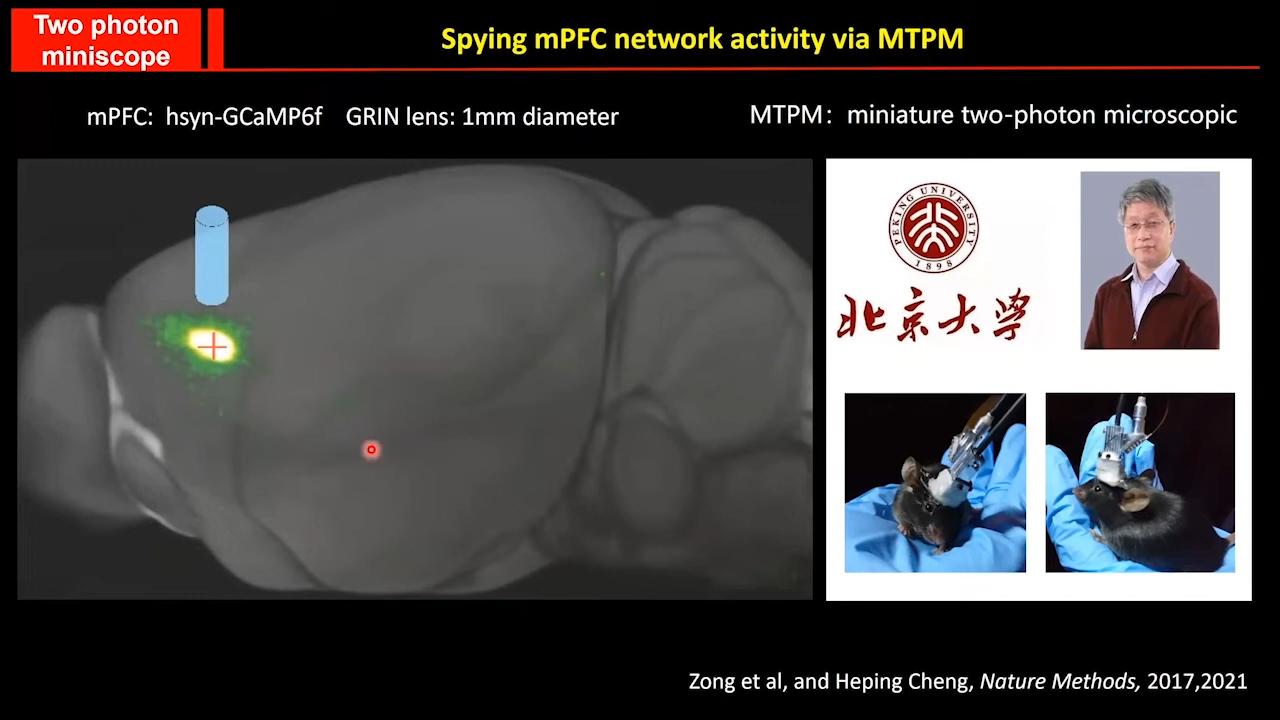 Two photon
miniscope
Spying mPFC network activity via MTPM
mPFC: hsyn-GCaMP6f GRIN lens: 1mm diameter
MTPM: miniature two-photon microscopic
PEKING UNIVERSITY
1898
北京大学
Zong et al, and Heping Cheng, Nature Methods, 2017,2021